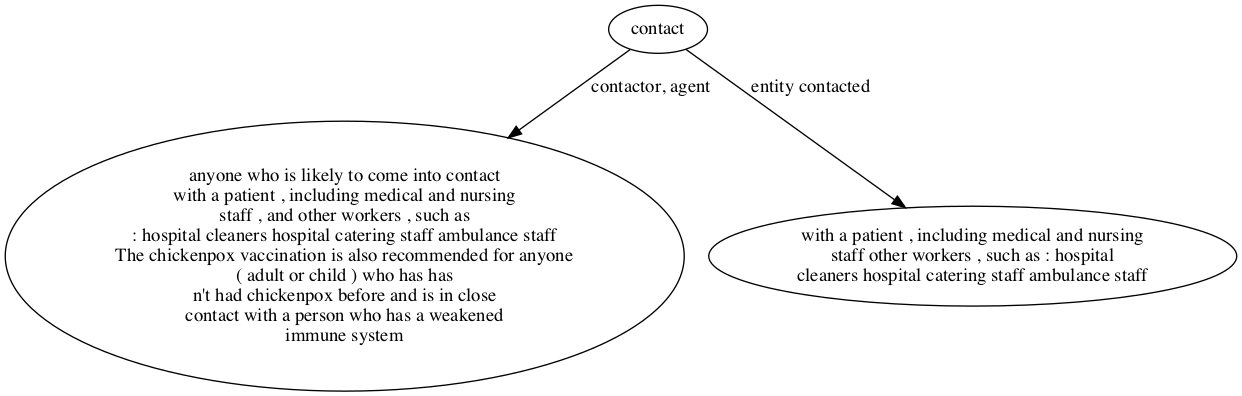 contact
contactor, agent
entity contacted
anyone who is likely to come into contact
with a patient , including medical and nursing
staff , and other workers , such as
: hospital cleaners hospital catering staff ambulance staff
The chickenpox vaccination is also recommended for anyone
( adult or child ) who has has
n't had chickenpox before and is in close
contact with a person who has a weakened
immune system
with a patient , including medical and nursing
staff other workers , such as : hospital
cleaners hospital catering staff ambulance staff